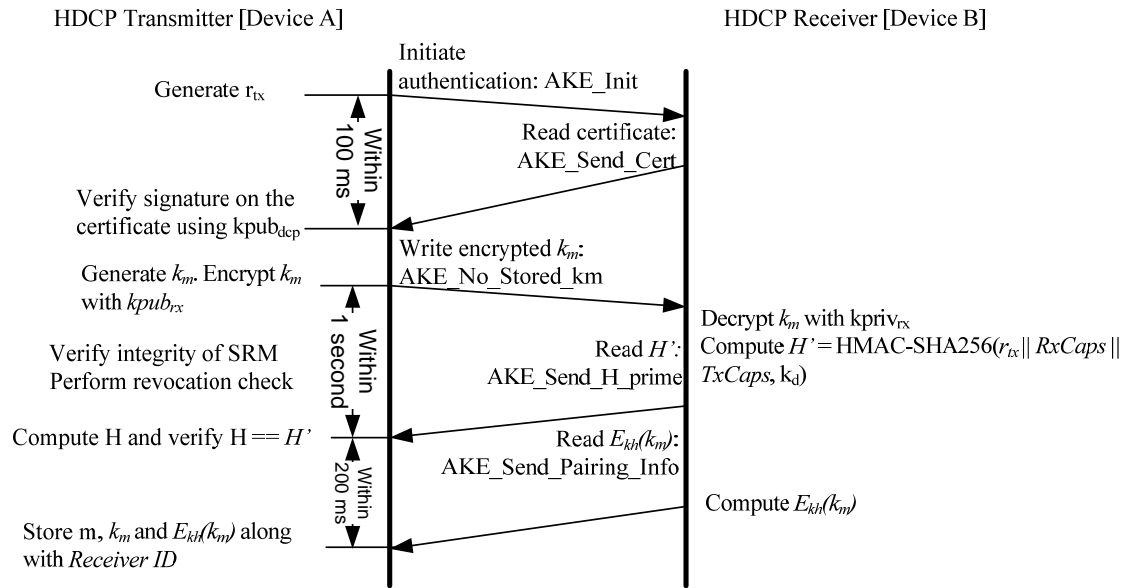 HDCP Transmitter [Device A]
HDCP Receiver [Device B]
Initiate
authentication: AKE_Init
Generate rtx
Within
100 ms
Read certificate:
AKE_Send_Cert
Verify signature on the
certificate using kpubdcp
Write encrypted km:
AKE_No_Stored_km
Generate km. Encrypt km
with kpubrx
Within
1 second
Decrypt km with kprivrx
Compute H’ = HMAC-SHA256(rtx || RxCaps ||
TxCaps, kd)
Verify integrity of SRM
Perform revocation check
Read H’:
AKE_Send_H_prime
Compute H and verify H == H’
Within
200 ms
Read Ekh(km):
AKE_Send_Pairing_Info
Compute Ekh(km)
Store m, km and Ekh(km) along
with Receiver ID